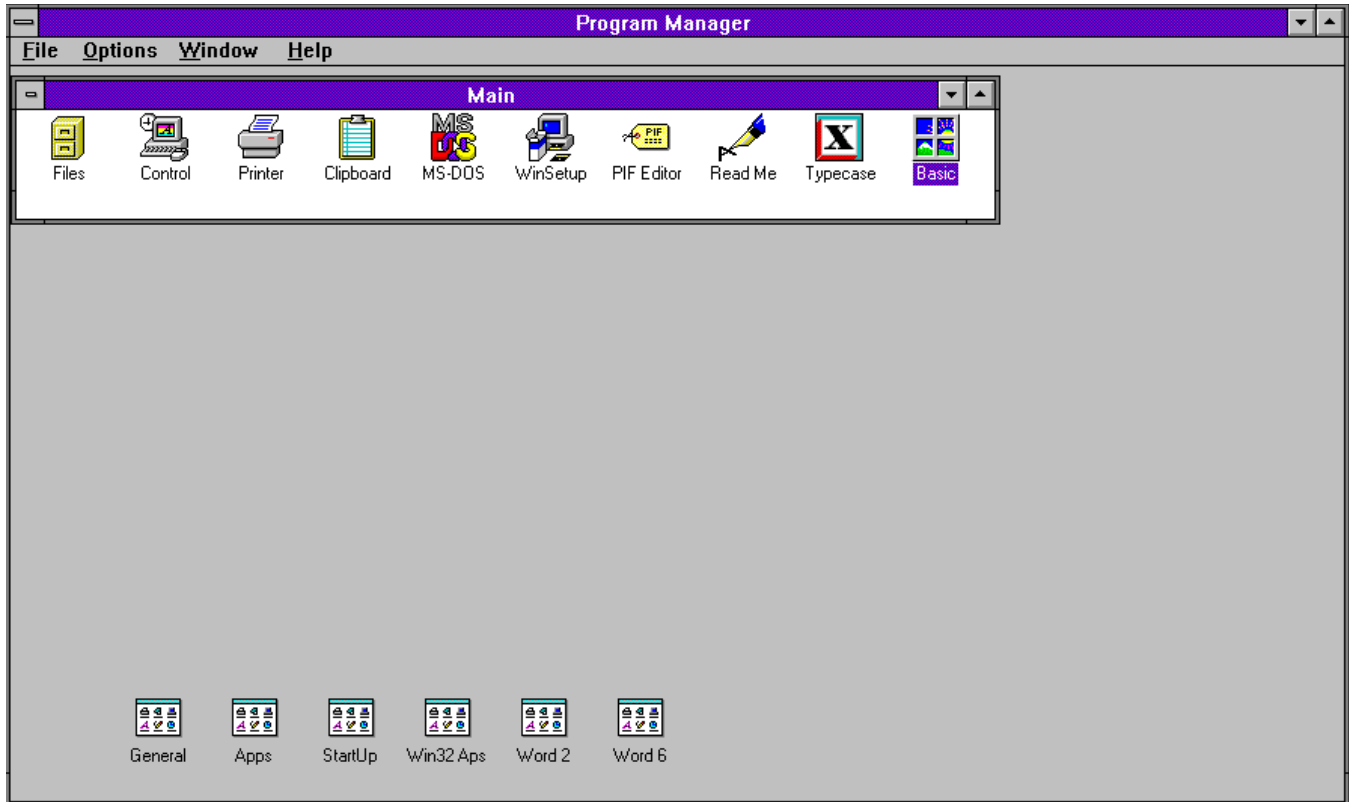 Program Manager
File Options Window Help
Main
MS
DOS
PIF
X
Files Control Printer Clipboard MS-DOS WinSetup PIF Editor Read Me Typecase Basic
General Apps StartUp Win32 Aps Word 2 Word 6